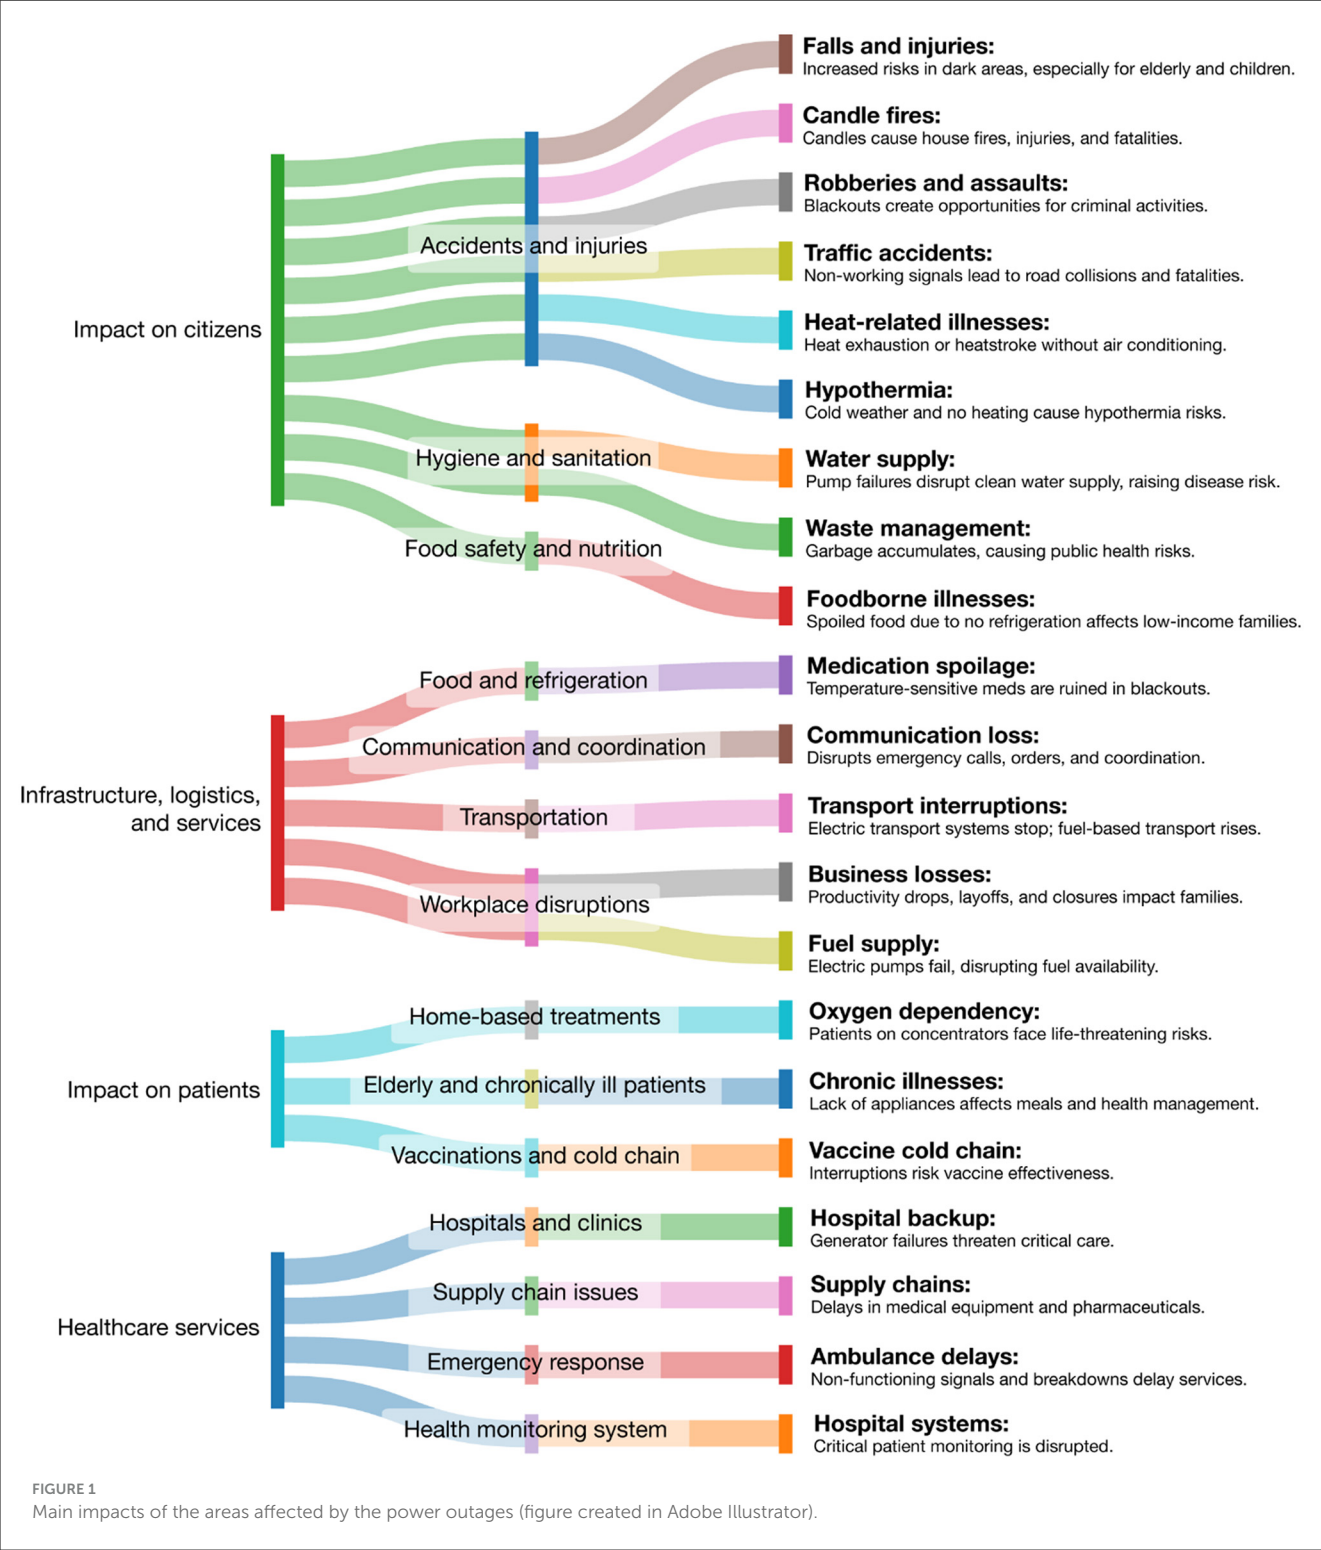 Impact on citizens
Accidents and injuries
Falls and injuries:
Increased risks in dark areas, especially for elderly and children.
Candle fires:
Candles cause house fires, injuries, and fatalities.
Robberies and assaults:
Blackouts create opportunities for criminal activities.
Traffic accidents:
Non-working signals lead to road collisions and fatalities.
Heat-related illnesses:
Heat exhaustion or heatstroke without air conditioning.
Hypothermia:
Cold weather and no heating cause hypothermia risks.
Hygiene and sanitation
Water supply:
Pump failures disrupt clean water supply, raising disease risk.
Waste management:
Garbage accumulates, causing public health risks.
Food safety and nutrition
Foodborne illnesses:
Spoiled food due to no refrigeration affects low-income families.
Infrastructure, logistics,
and services
Food and refrigeration
Medication spoilage:
Temperature-sensitive meds are ruined in blackouts.
Communication and coordination
Communication loss:
Disrupts emergency calls, orders, and coordination.
Transportation
Transport interruptions:
Electric transport systems stop; fuel-based transport rises.
Workplace disruptions
Business losses:
Productivity drops, layoffs, and closures impact families.
Fuel supply:
Electric pumps fail, disrupting fuel availability.
Impact on patients
Home-based treatments
Oxygen dependency:
Patients on concentrators face life-threatening risks.
Elderly and chronically ill patients
Chronic illnesses:
Lack of appliances affects meals and health management.
Vaccinations and cold chain
Vaccine cold chain:
Interruptions risk vaccine effectiveness.
Healthcare services
Hospitals and clinics
Hospital backup:
Generator failures threaten critical care.
Supply chain issues
Supply chains:
Delays in medical equipment and pharmaceuticals.
Emergency response
Ambulance delays:
Non-functioning signals and breakdowns delay services.
Health monitoring system
Hospital systems:
Critical patient monitoring is disrupted.
FIGURE 1
Main impacts of the areas affected by the power outages (figure created in Adobe Illustrator).